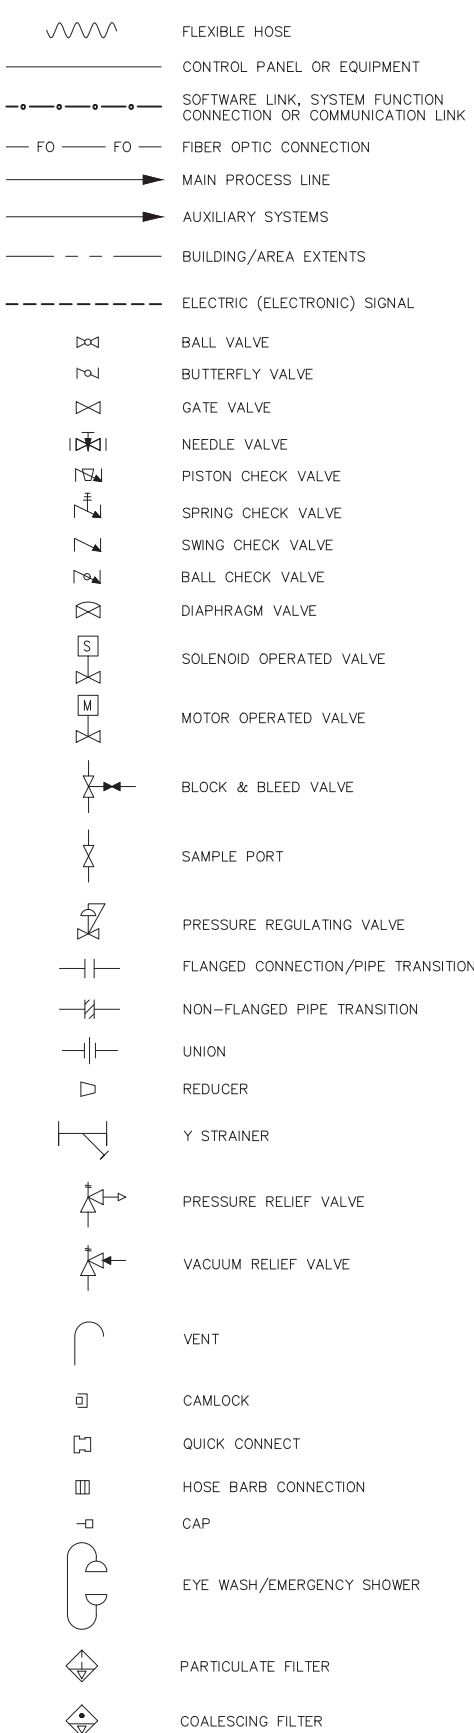 FLEXIBLE HOSE
CONTROL PANEL OR EQUIPMENT
SOFTWARE LINK, SYSTEM FUNCTION
CONNECTION OR COMMUNICATION LINK
FO FO FIBER OPTIC CONNECTION
MAIN PROCESS LINE
AUXILIARY SYSTEMS
BUILDING/AREA EXTENTS
ELECTRIC (ELECTRONIC) SIGNAL
BALL VALVE
BUTTERFLY VALVE
GATE VALVE
NEEDLE VALVE
PISTON CHECK VALVE
SPRING CHECK VALVE
SWING CHECK VALVE
BALL CHECK VALVE
DIAPHRAGM VALVE
S
SOLENOID OPERATED VALVE
M
MOTOR OPERATED VALVE
BLOCK & BLEED VALVE
SAMPLE PORT
PRESSURE REGULATING VALVE
FLANGED CONNECTION/PIPE TRANSITION
NON-FLANGED PIPE TRANSITION
UNION
REDUCER
Y STRAINER
PRESSURE RELIEF VALVE
VACUUM RELIEF VALVE
VENT
CAMLOCK
QUICK CONNECT
HOSE BARB CONNECTION
CAP
EYE WASH/EMERGENCY SHOWER
PARTICULATE FILTER
COALESCING FILTER